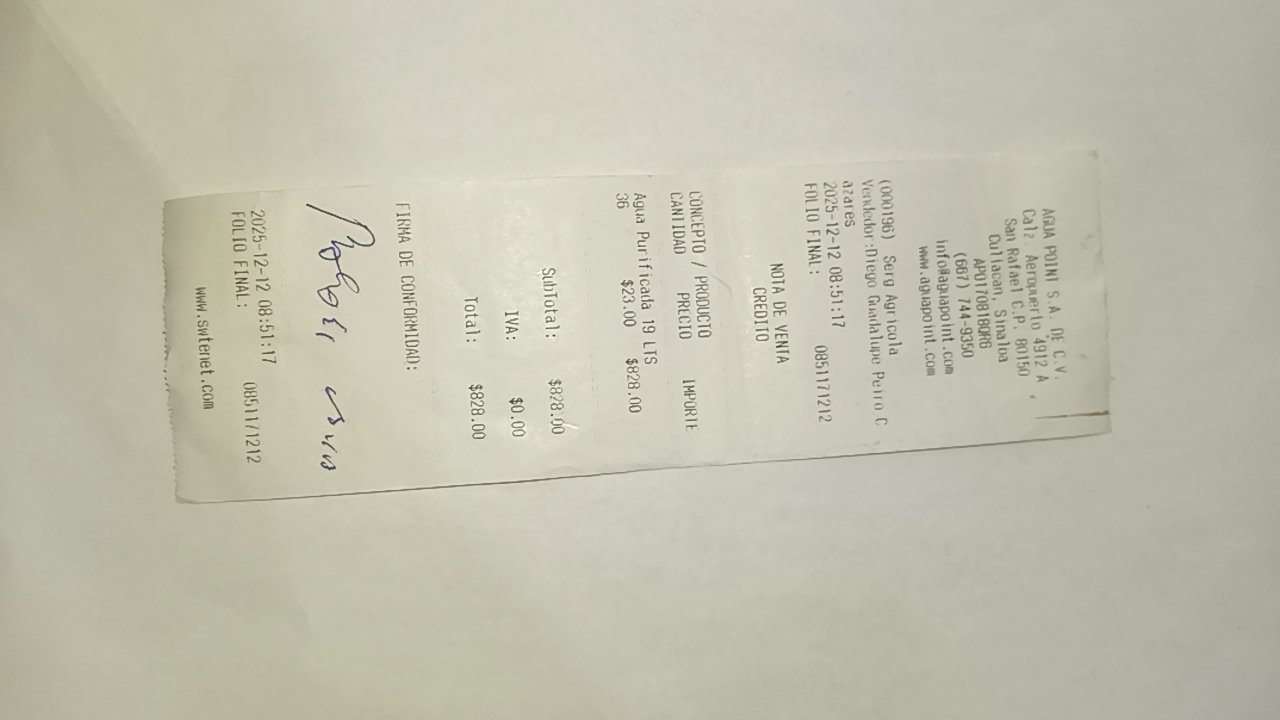 AGUA POINT S.A. DE C.V.
Calz. Aeropuerto 4912 A
San Rafael C.P. 80150
Culiacan, Sinaloa
APO170818QR6
(667) 744-9350
info@aguapoint.com
www.aguapoint.com
(000196) Serg Agricola
Vendedor:Diego Guadalupe Peiro C
azares
2025-12-12 08:51:17
FOLIO FINAL: 0851171212
NOTA DE VENTA
CREDITO
CONCEPTO / PRODUCTO
CANTIDAD PRECIO IMPORTE
Agua Purificada 19 LTS
36 $23.00 $828.00
SubTotal: $828.00
IVA: $0.00
Total: $828.00
FIRMA DE CONFORMIDAD:
2025-12-12 08:51:17
FOLIO FINAL: 0851171212
www.swtenet.com